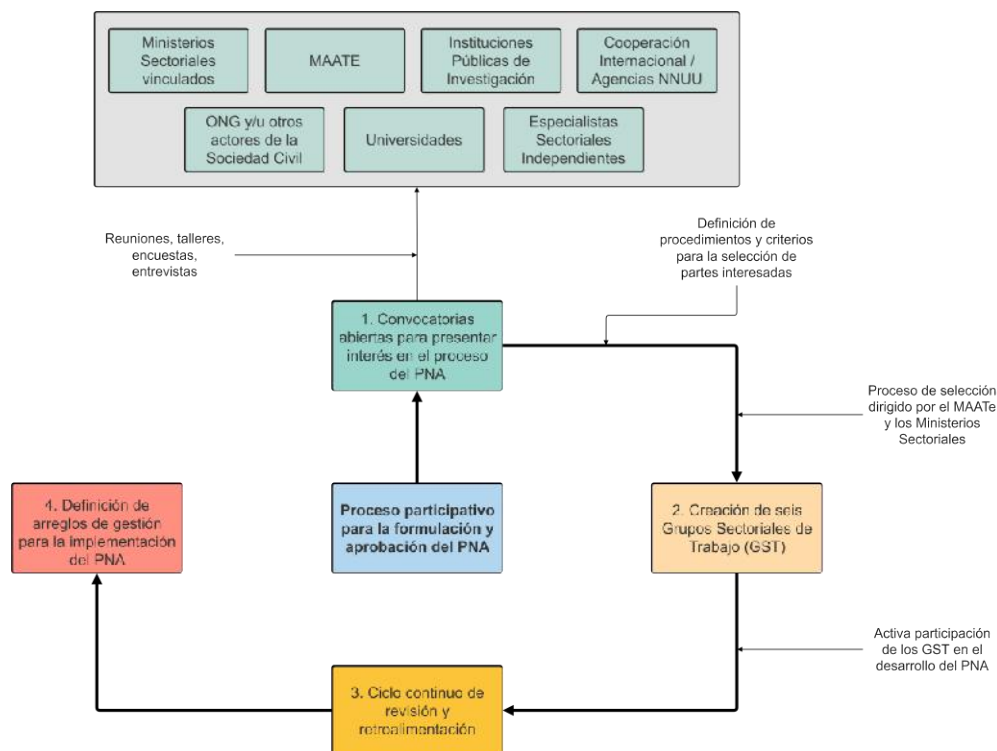 Ministerios
Sectoriales
vinculados
MAATE
Instituciones
Públicas de
Investigación
Cooperación
Internacional /
Agencias NNUU
ONG y/u otros
actores de la
Sociedad Civil
Universidades
Especialistas
Sectoriales
Independientes
Reuniones, talleres,
encuestas,
entrevistas
Definición de
procedimientos y criterios
para la selección de
partes interesadas
1. Convocatorias
abiertas para presentar
interés en el proceso
del PNA
Proceso de selección
dirigido por el MAATe
y los Ministerios
Sectoriales
4. Definición de
arreglos de gestión
para la implementación
del PNA
Proceso participativo
para la formulación y
aprobación del PNA
2. Creación de seis
Grupos Sectoriales de
Trabajo (GST)
Activa participación
de los GST en el
desarrollo del PNA
3. Ciclo continuo de
revisión y
retroalimentación